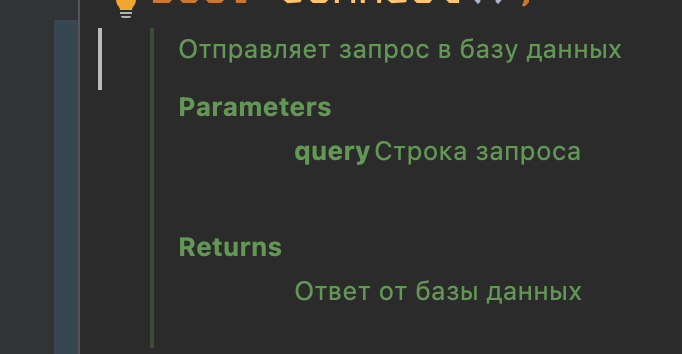 Отправляет запрос в базу данных
Parameters
query Строка запроса
Returns
Ответ от базы данных